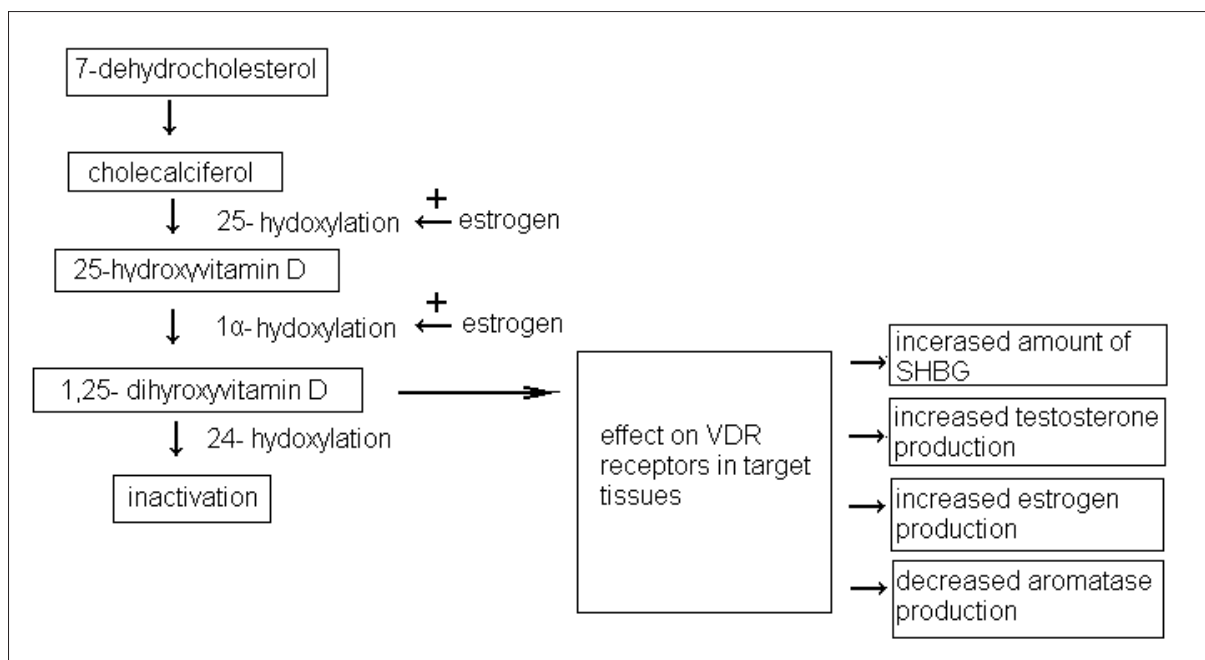 7-dehydrocholesterol
cholecalciferol
+
25- hydoxylation
estrogen
25-hydroxyvitamin D
+
1α- hydoxylation
estrogen
1,25- dihyroxyvitamin D
24- hydoxylation
inactivation
effect on VDR
receptors in target
tissues
incerased amount of
SHBG
increased testosterone
production
increased estrogen
production
decreased aromatase
production